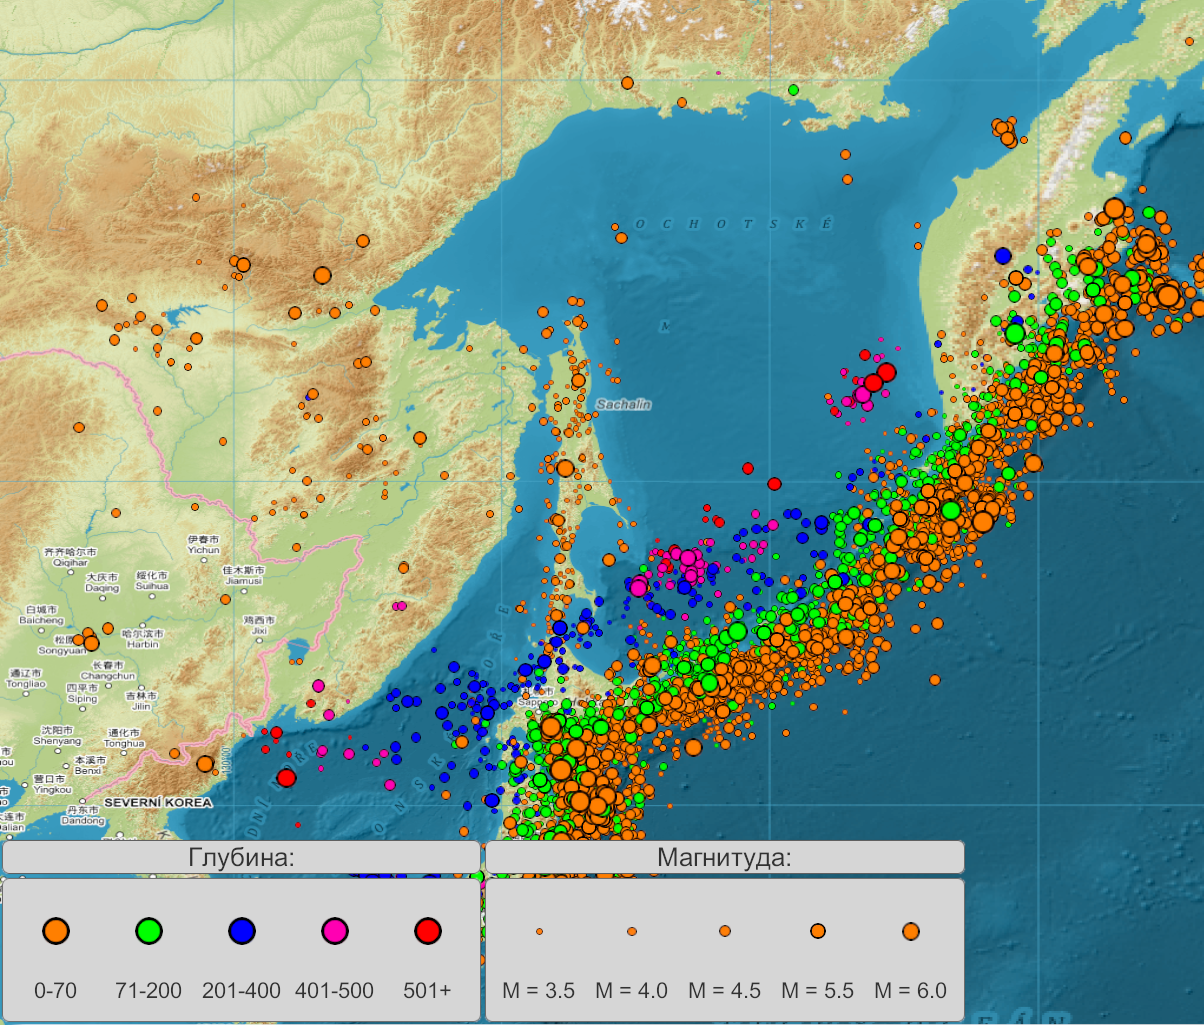 OCHOTSKÉ
M
Sachalin
齐齐哈尔市
Qiqihar
伊春市
Yichun
大庆市
Daqing
绥化市
Suihua
佳木斯市
Jiamusi
白城市
Baicheng
Songyuan
哈尔滨市
Harbin
鸡西市
Jixi
通辽市
Tongliao
长春市
Changchun
四平市
Siping
吉林市
Jilin
沈阳市
Shenyang
通化市
Tonghua
本溪市
Benxi
营口市
Yingkou
丹东市
Dandong
SEVERNÍ KOREA
Глубина:
0-70
71-200
201-400
401-500
501+
Магнитуда:
M = 3.5
M = 4.0
M = 4.5
M = 5.5
M = 6.0